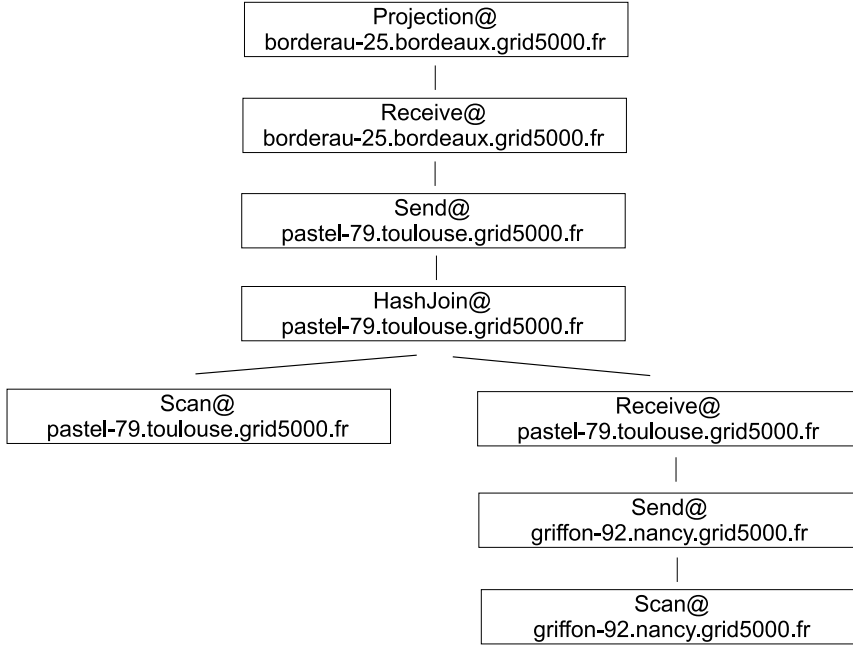 Projection@
borderau-25.bordeaux.grid5000.fr
Receive@
borderau-25.bordeaux.grid5000.fr
Send@
pastel-79.toulouse.grid5000.fr
HashJoin@
pastel-79.toulouse.grid5000.fr
Scan@
pastel-79.toulouse.grid5000.fr
Receive@
pastel-79.toulouse.grid5000.fr
Send@
griffon-92.nancy.grid5000.fr
Scan@
griffon-92.nancy.grid5000.fr